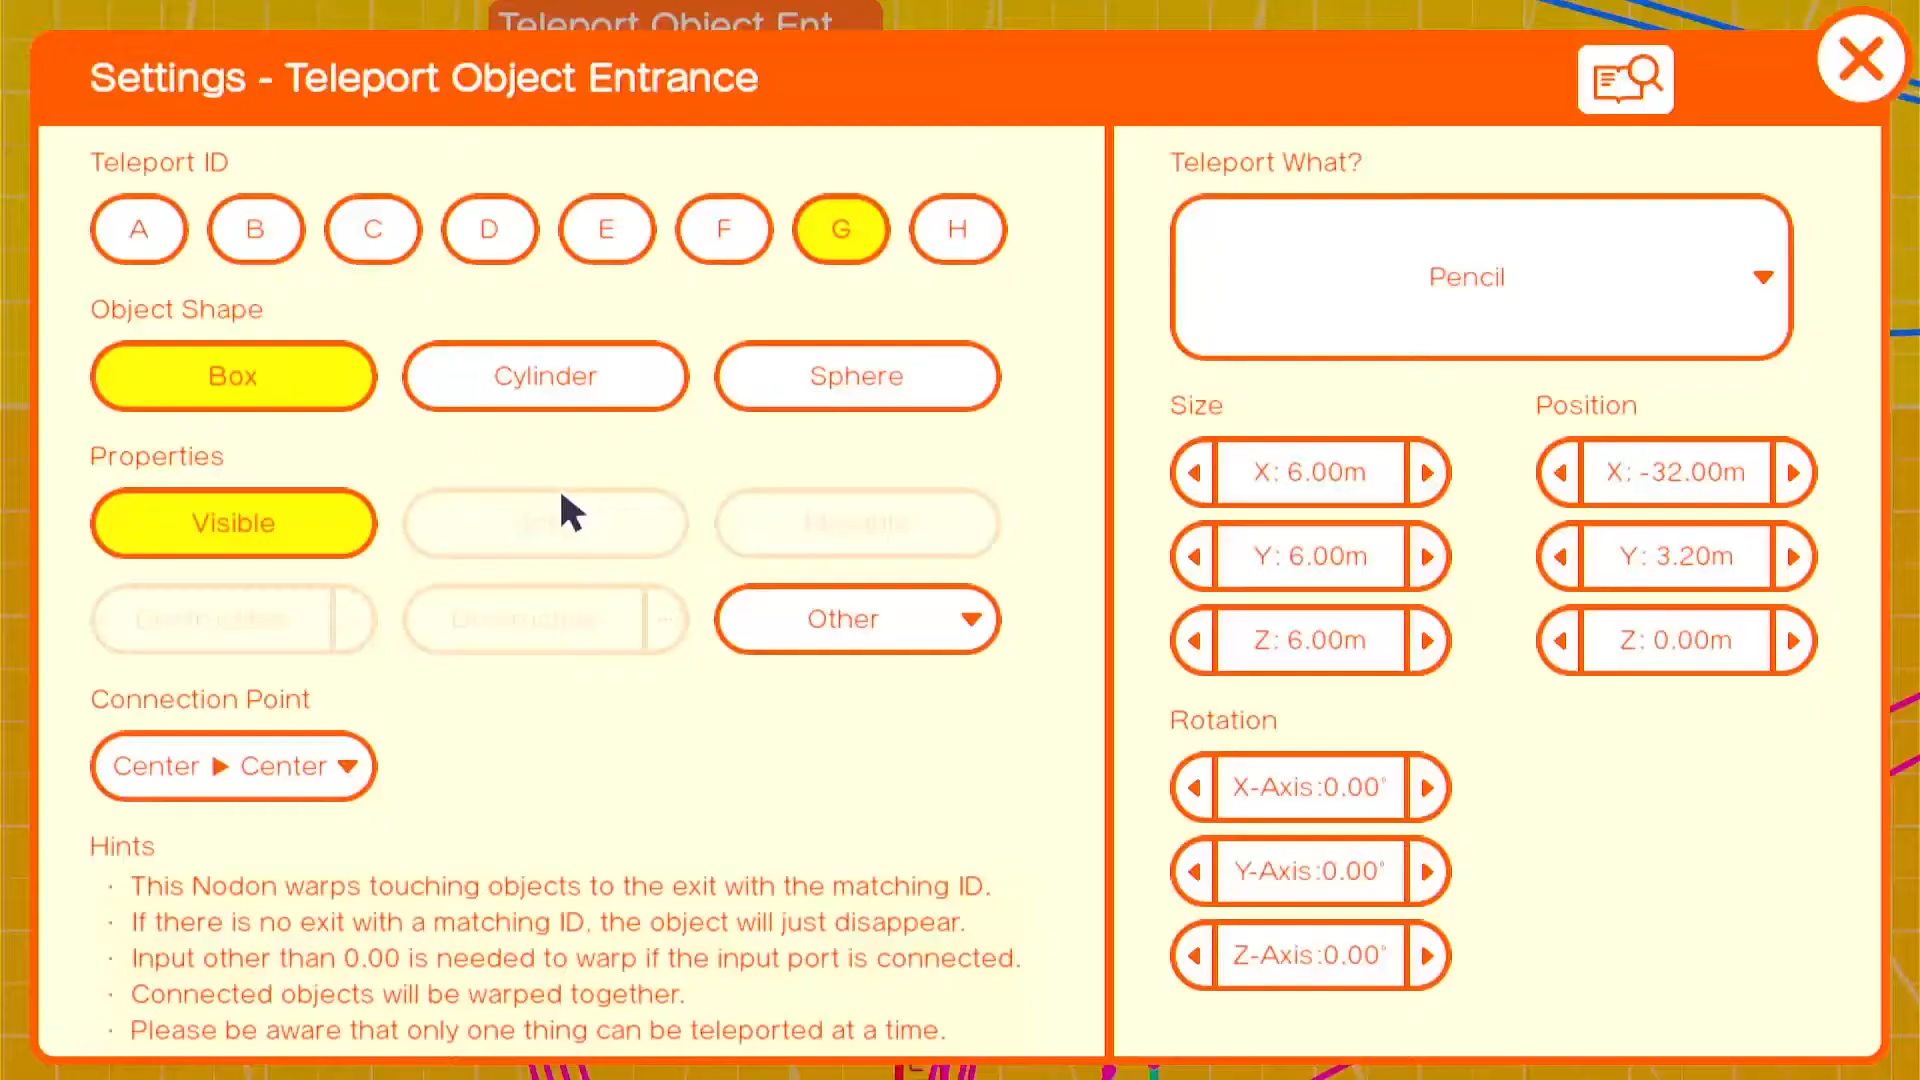 Teleport Object Ent
Settings - Teleport Object Entrance
Teleport ID
A B C D E F G H
Object Shape
Box Cylinder Sphere
Properties
Visible
Other
Connection Point
Center ▶ Center
Hints
· This Nodon warps touching objects to the exit with the matching ID.
· If there is no exit with a matching ID, the object will just disappear.
· Input other than 0.00 is needed to warp if the input port is connected.
· Connected objects will be warped together.
· Please be aware that only one thing can be teleported at a time.
Teleport What?
Pencil
Size
X: 6.00m
Y: 6.00m
Z: 6.00m
Position
X: -32.00m
Y: 3.20m
Z: 0.00m
Rotation
X-Axis:0.00°
Y-Axis:0.00°
Z-Axis:0.00°